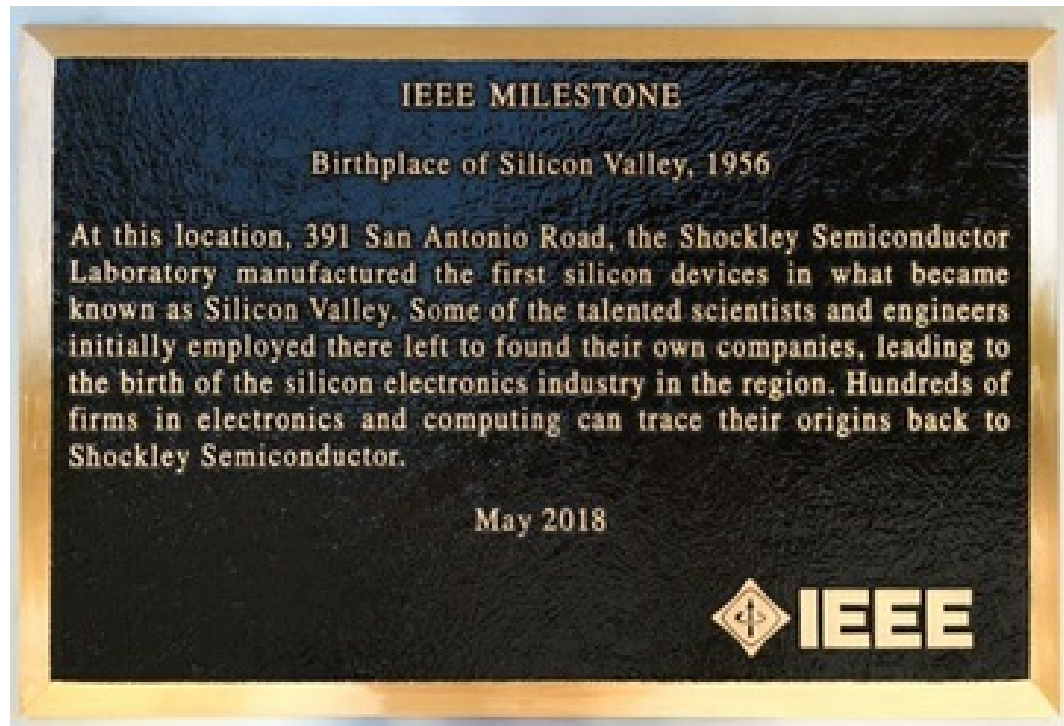 IEEE MILESTONE
Birthplace of Silicon Valley, 1956
At this location, 391 San Antonio Road, the Shockley Semiconductor
Laboratory manufactured the first silicon devices in what became
known as Silicon Valley. Some of the talented scientists and engineers
initially employed there left to found their own companies, leading to
the birth of the silicon electronics industry in the region. Hundreds of
firms in electronics and computing can trace their origins back to
Shockley Semiconductor.
May 2018
IEEE